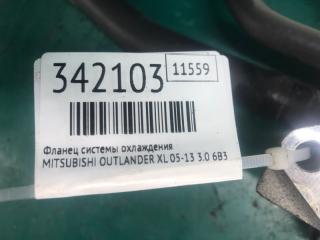 342103 11559
Фланец системы охлаждения
MITSUBISHI OUTLANDER XL 05-13 3.0 6B3